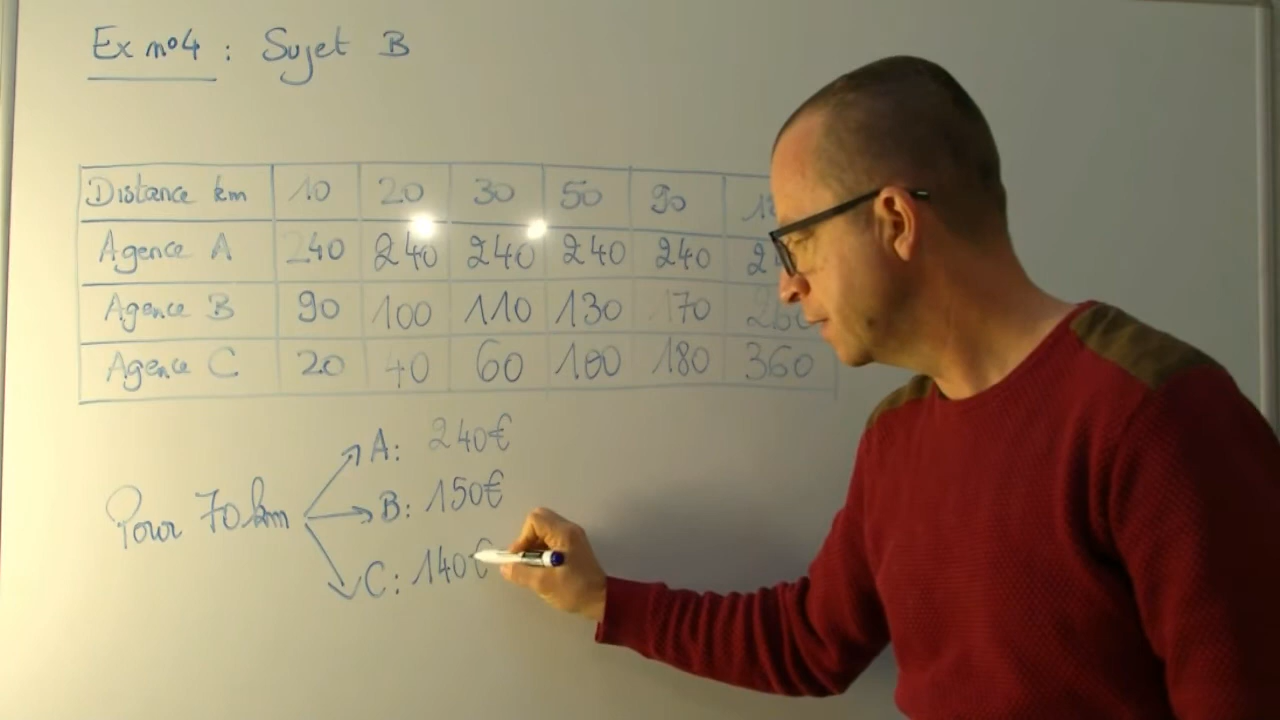 Ex n°4 : Sujet B
Distance km 10 20 30 50 90
Agence A 240 240 240 240 240
Agence B 90 100 110 130 170 260
Agence C 20 40 60 100 180 360
Pour 70 km
A: 240€
B: 150€
C: 140€